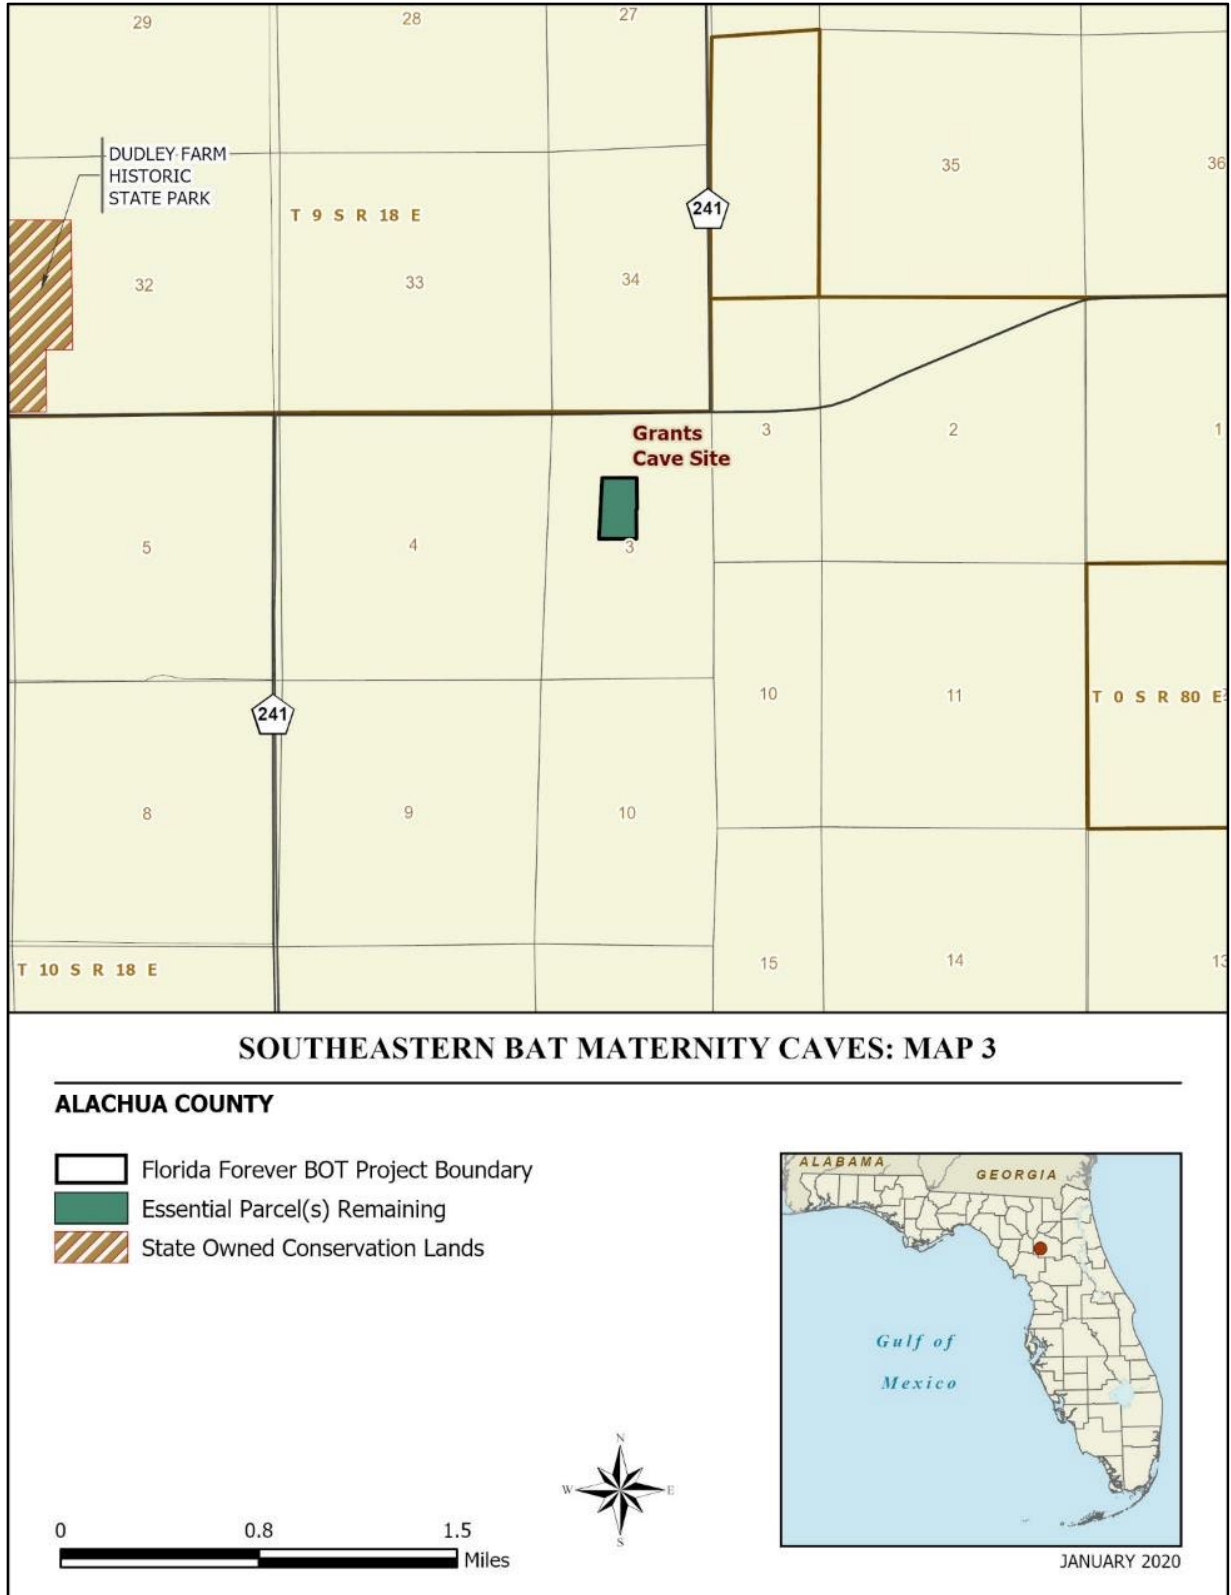 29
28
27
DUDLEY FARM
HISTORIC
STATE PARK
35
36
T 9 S R 18 E
241
32
33
34
Grants
Cave Site
3
2
1
5
4
3
10
11
T 0 S R 80 E
241
8
9
10
T 10 S R 18 E
15
14
13
SOUTHEASTERN BAT MATERNITY CAVES: MAP 3
ALACHUA COUNTY
Florida Forever BOT Project Boundary
Essential Parcel(s) Remaining
State Owned Conservation Lands
ALABAMA
GEORGIA
Gulf of
Mexico
N
W
E
S
0
0.8
1.5
Miles
JANUARY 2020